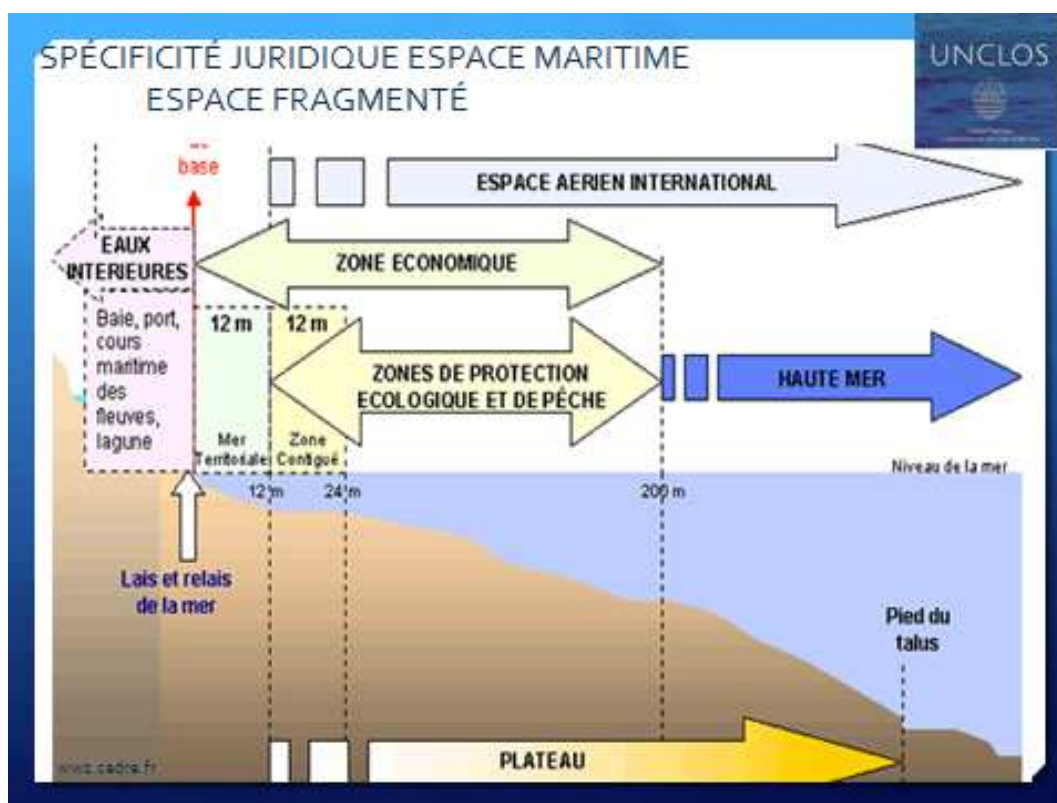 SPÉCIFICITÉ JURIDIQUE ESPACE MARITIME
ESPACE FRAGMENTÉ
UNCLOS
base
ESPACE AERIEN INTERNATIONAL
EAUX
INTERIEURES
ZONE ECONOMIQUE
Baie, port,
cours
maritime
des
fleuves,
lagune
12 m
12 m
ZONES DE PROTECTION
ECOLOGIQUE ET DE PÊCHE
HAUTE MER
Mer
Territoriale
Zone
Contiguë
Niveau de la mer
12 m
24 m
200 m
Lais et relais
de la mer
Pied du
talus
PLATEAU